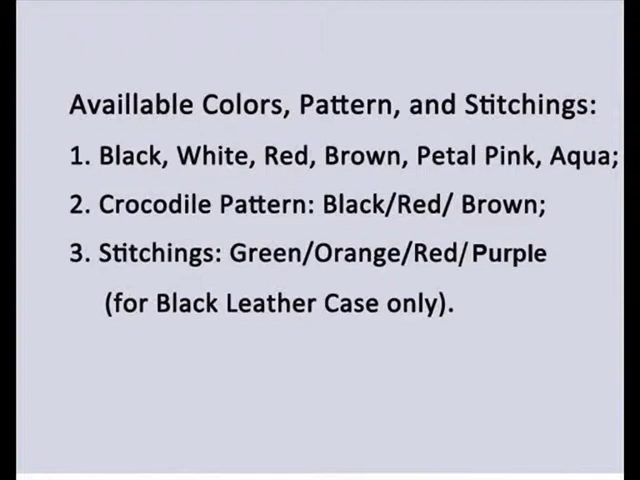 Availlable Colors, Pattern, and Stitchings:
1. Black, White, Red, Brown, Petal Pink, Aqua;
2. Crocodile Pattern: Black/Red/ Brown;
3. Stitchings: Green/Orange/Red/Purple
(for Black Leather Case only).